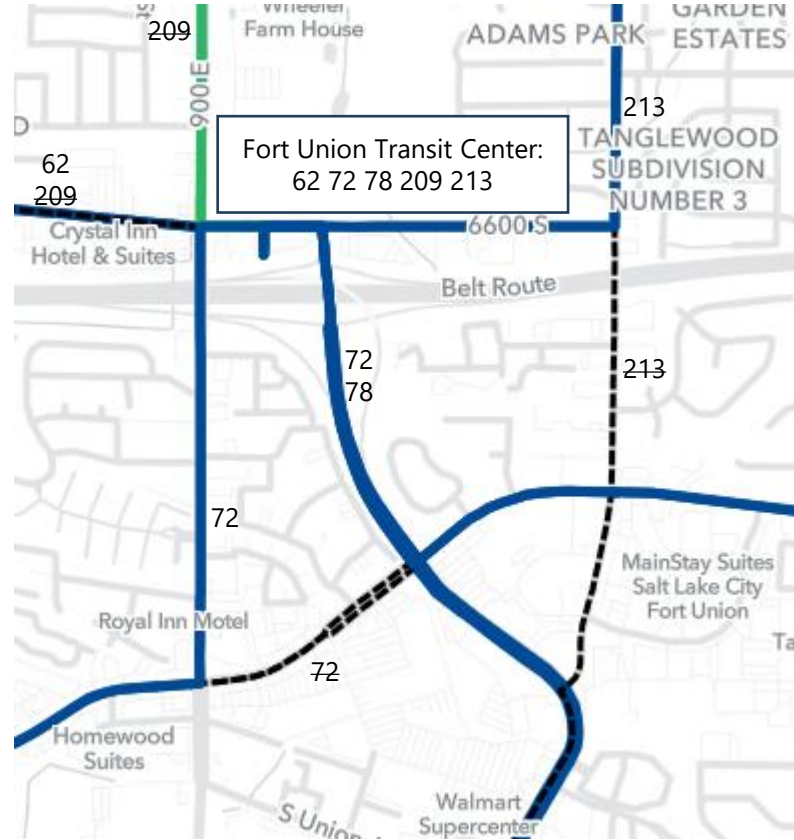 St
Wheeler
Farm House
GARDEN
ESTATES
ADAMS PARK
209
900 E
213
D
Fort Union Transit Center:
62 72 78 209 213
TANGLEWOOD
SUBDIVISION
NUMBER 3
62
209
Crystal Inn
Hotel & Suites
6600 S
Belt Route
72
78
213
72
MainStay Suites
Salt Lake City
Fort Union
Royal Inn Motel
Ta
72
Homewood
Suites
S Union
Walmart
Supercenter